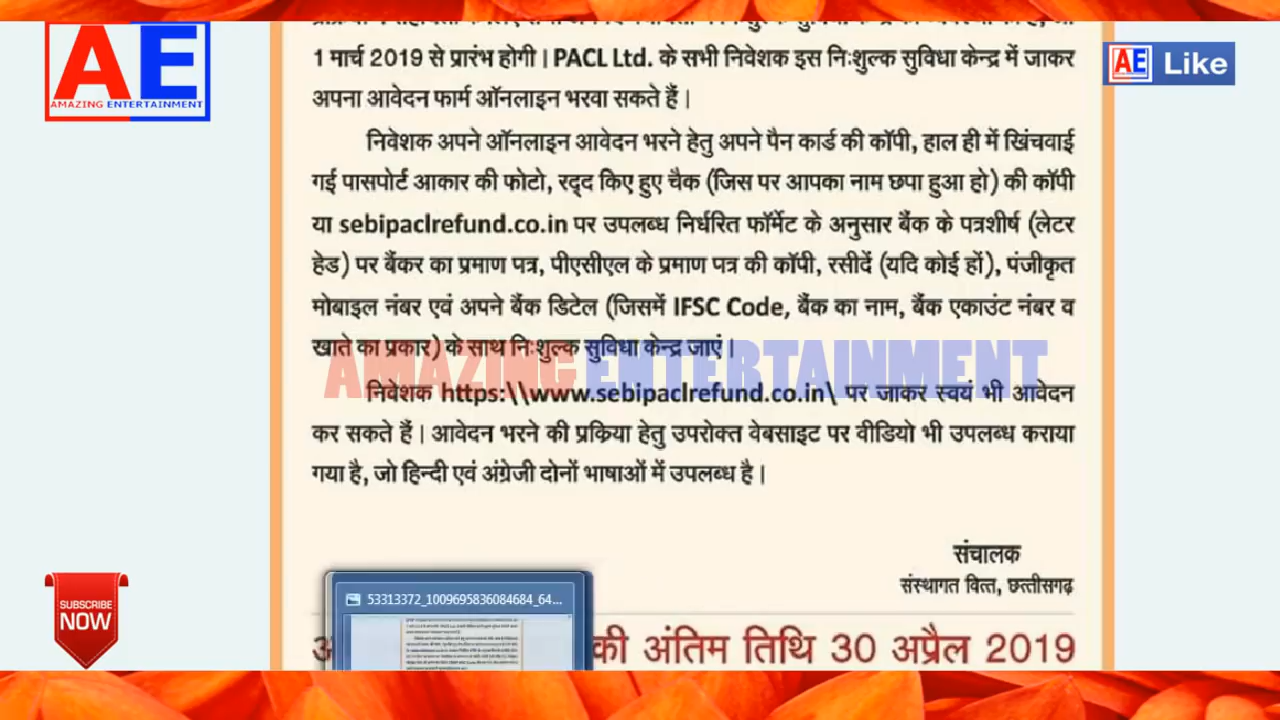 AE
AMAZING ENTERTAINMENT
AE Like
1 मार्च 2019 से प्रारंभ होगी। PACL Ltd. के सभी निवेशक इस निःशुल्क सुविधा केन्द्र में जाकर
अपना आवेदन फार्म ऑनलाइन भरवा सकते हैं।
निवेशक अपने ऑनलाइन आवेदन भरने हेतु अपने पैन कार्ड की कॉपी, हाल ही में खिंचवाई
गई पासपोर्ट आकार की फोटो, रद्द किए हुए चैक (जिस पर आपका नाम छपा हुआ हो) की कॉपी
या sebipaclrefund.co.in पर उपलब्ध निर्धरित फॉर्मेट के अनुसार बैंक के पत्रशीर्ष (लेटर
हेड) पर बैंकर का प्रमाण पत्र, पीएसीएल के प्रमाण पत्र की कॉपी, रसीदें (यदि कोई हों), पंजीकृत
मोबाइल नंबर एवं अपने बैंक डिटेल (जिसमें IFSC Code, बैंक का नाम, बैंक एकाउंट नंबर व
खाते का प्रकार) के साथ निःशुल्क सुविधा केन्द्र जाएं।
AMAZING ENTERTAINMENT
निवेशक https:\\www.sebipaclrefund.co.in\ पर जाकर स्वयं भी आवेदन
कर सकते हैं। आवेदन भरने की प्रक्रिया हेतु उपरोक्त वेबसाइट पर वीडियो भी उपलब्ध कराया
गया है, जो हिन्दी एवं अंग्रेजी दोनों भाषाओं में उपलब्ध है।
संचालक
संस्थागत वित्त, छत्तीसगढ़
SUBSCRIBE
NOW
53313372_1009695836084684_64...
की अंतिम तिथि 30 अप्रैल 2019